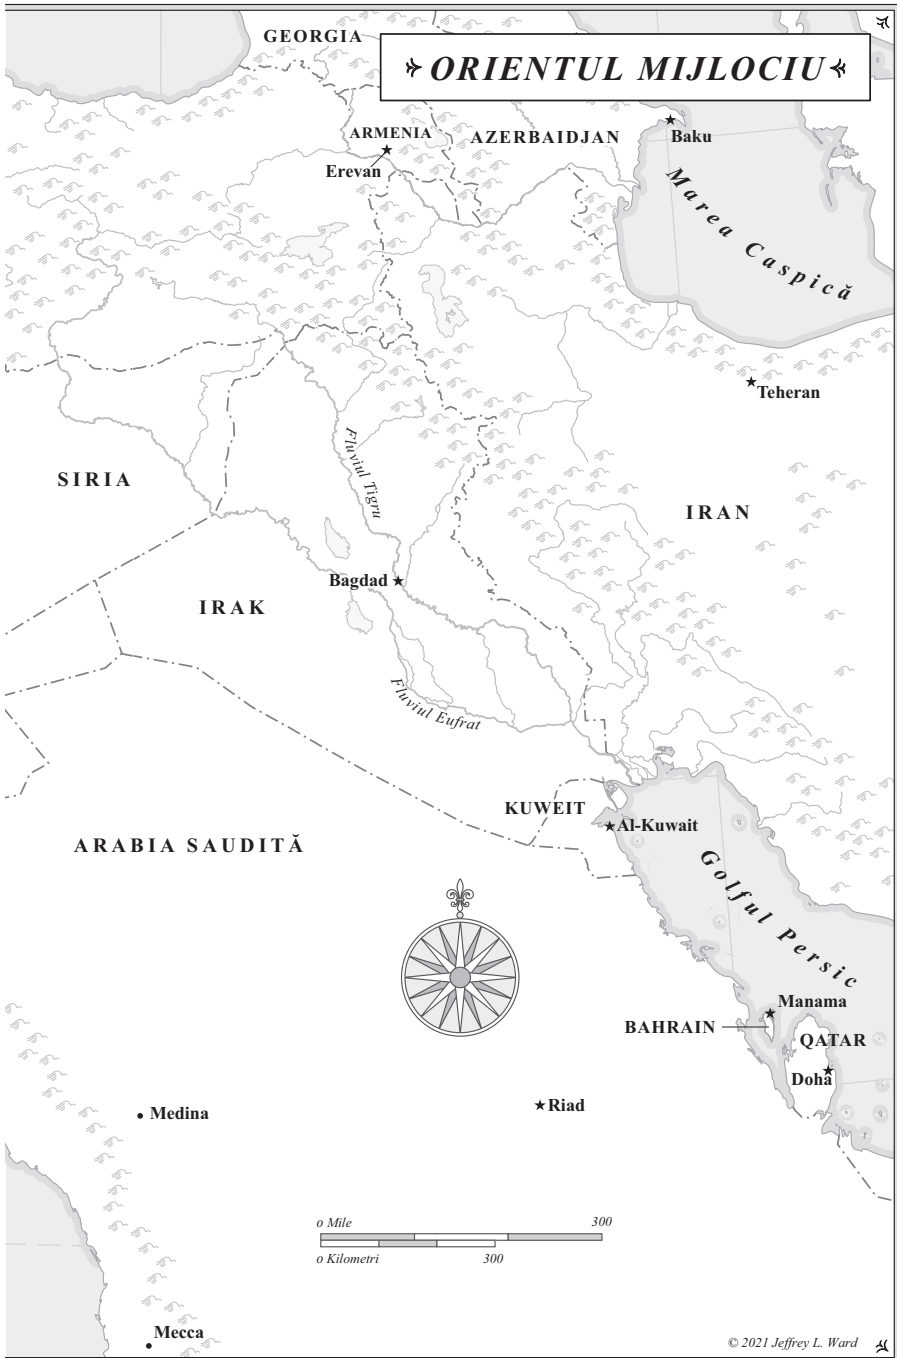 GEORGIA
ORIENTUL MIJLOCIU
ARMENIA
AZERBAIDJAN
Baku
Erevan
Marea Caspică
Teheran
Fluviul Tigru
SIRIA
IRAN
Bagdad
IRAK
Fluviul Eufrat
KUWEIT
Al-Kuwait
ARABIA SAUDITĂ
Golful Persic
Manama
BAHRAIN
QATAR
Doha
Medina
Riad
0 Mile 300
0 Kilometri 300
Mecca
© 2021 Jeffrey L. Ward